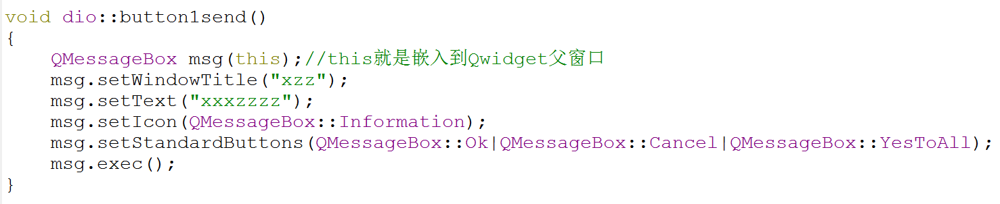 void dio::button1send()
{
    QMessageBox msg(this);//this就是嵌入到Qwidget父窗口
    msg.setWindowTitle("xzz");
    msg.setText("xxxzzzz");
    msg.setIcon(QMessageBox::Information);
    msg.setStandardButtons(QMessageBox::Ok|QMessageBox::Cancel|QMessageBox::YesToAll);
    msg.exec();
}